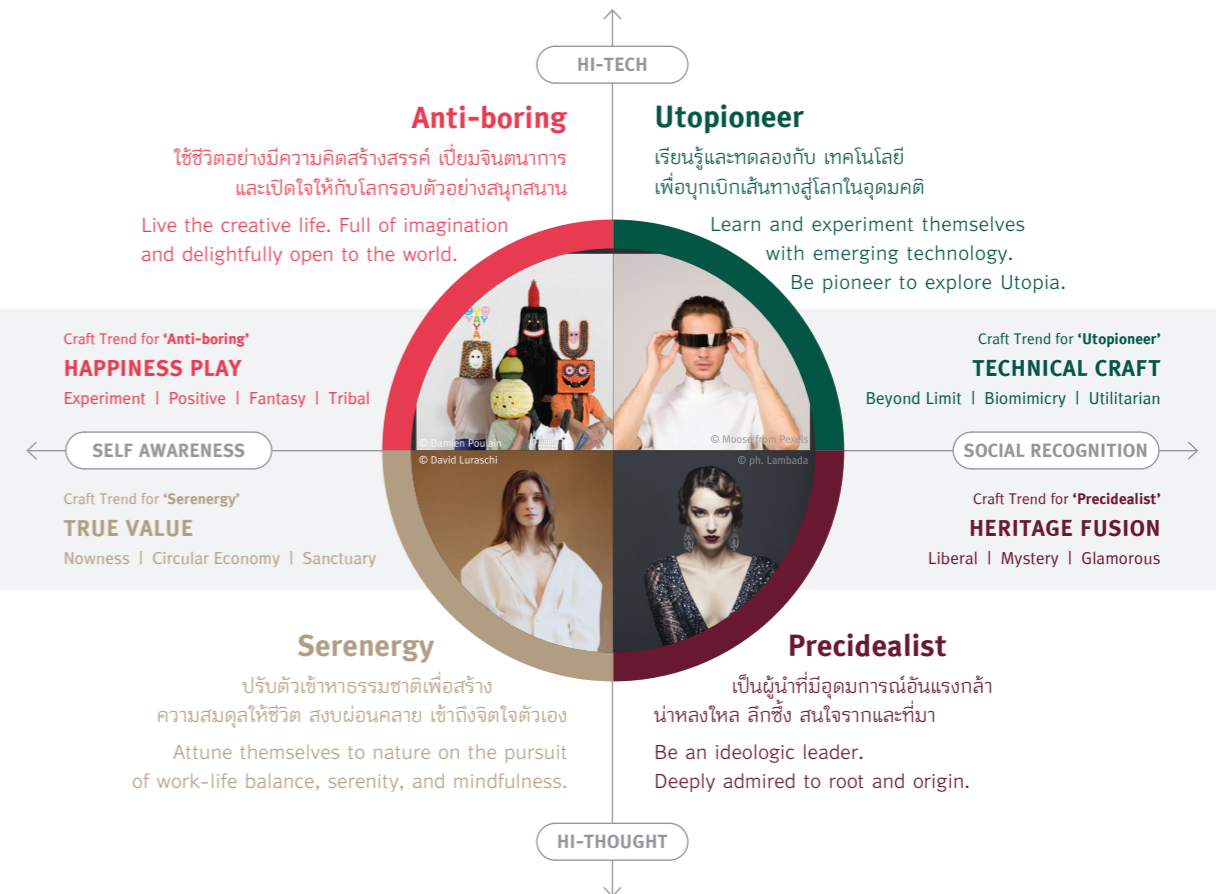 HI-TECH
Anti-boring
ใช้ชีวิตอย่างมีความคิดสร้างสรรค์ เปี่ยมจินตนาการ
และเปิดใจให้กับโลกรอบตัวอย่างสนุกสนาน
Live the creative life. Full of imagination
and delightfully open to the world.
Utopioneer
เรียนรู้และทดลองกับ เทคโนโลยี
เพื่อบุกเบิกเส้นทางสู่โลกในอุดมคติ
Learn and experiment themselves
with emerging technology.
Be pioneer to explore Utopia.
Craft Trend for ‘Anti-boring’
HAPPINESS PLAY
Experiment | Positive | Fantasy | Tribal
YAY
© Damien Poulain
© Moose from Pexels
Craft Trend for ‘Utopioneer’
TECHNICAL CRAFT
Beyond Limit | Biomimicry | Utilitarian
SELF AWARENESS
SOCIAL RECOGNITION
© David Luraschi
© ph. Lambada
Craft Trend for ‘Serenergy’
TRUE VALUE
Nowness | Circular Economy | Sanctuary
Craft Trend for ‘Precidealist’
HERITAGE FUSION
Liberal | Mystery | Glamorous
Serenergy
ปรับตัวเข้าหาธรรมชาติเพื่อสร้าง
ความสมดุลให้ชีวิต สงบผ่อนคลาย เข้าถึงจิตใจตัวเอง
Attune themselves to nature on the pursuit
of work-life balance, serenity, and mindfulness.
Precidealist
เป็นผู้นำที่มีอุดมการณ์อันแรงกล้า
น่าหลงใหล ลึกซึ้ง สนใจรากและที่มา
Be an ideologic leader.
Deeply admired to root and origin.
HI-THOUGHT